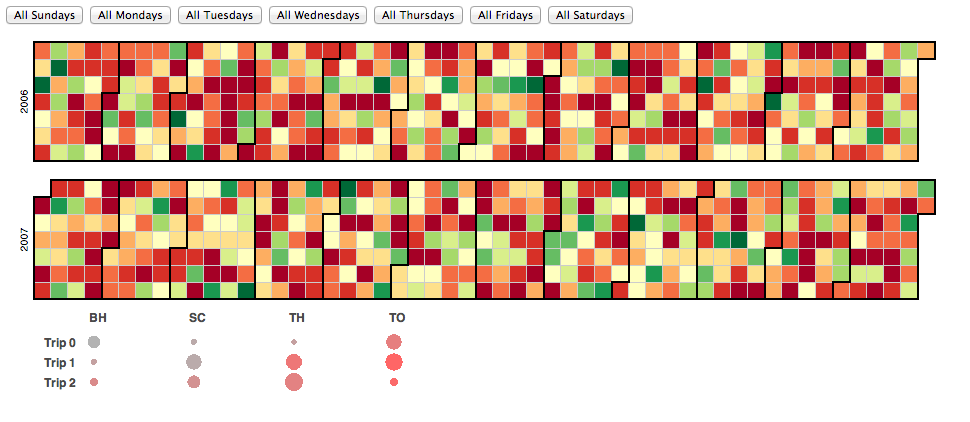 All Sundays All Mondays All Tuesdays All Wednesdays All Thursdays All Fridays All Saturdays
2006
2007
BH SC TH TO
Trip 0
Trip 1
Trip 2